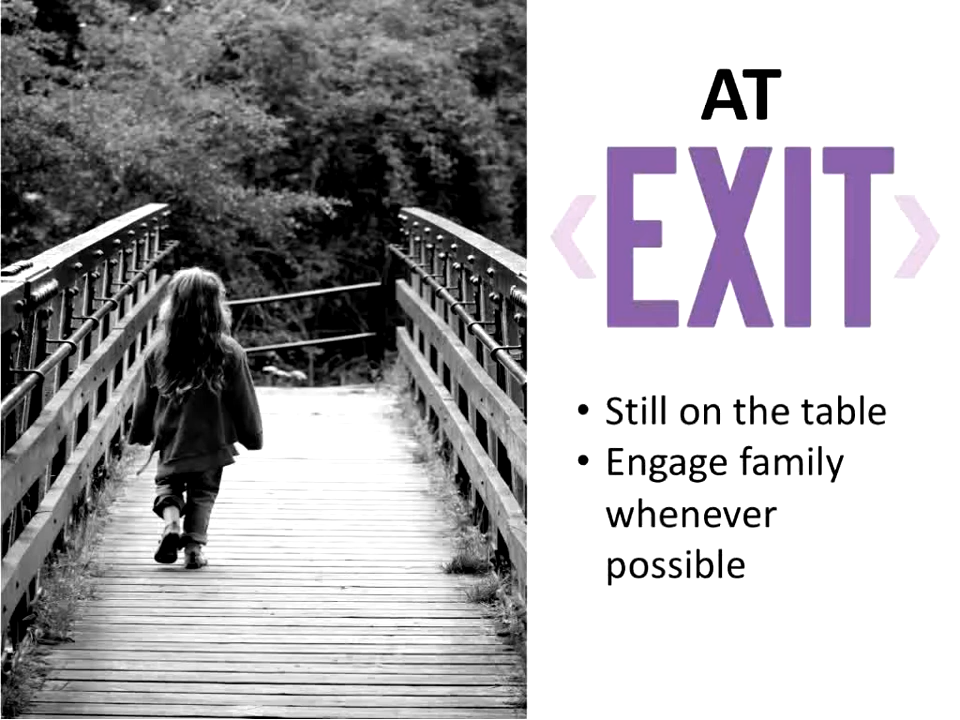 AT
EXIT
• Still on the table
• Engage family
whenever
possible